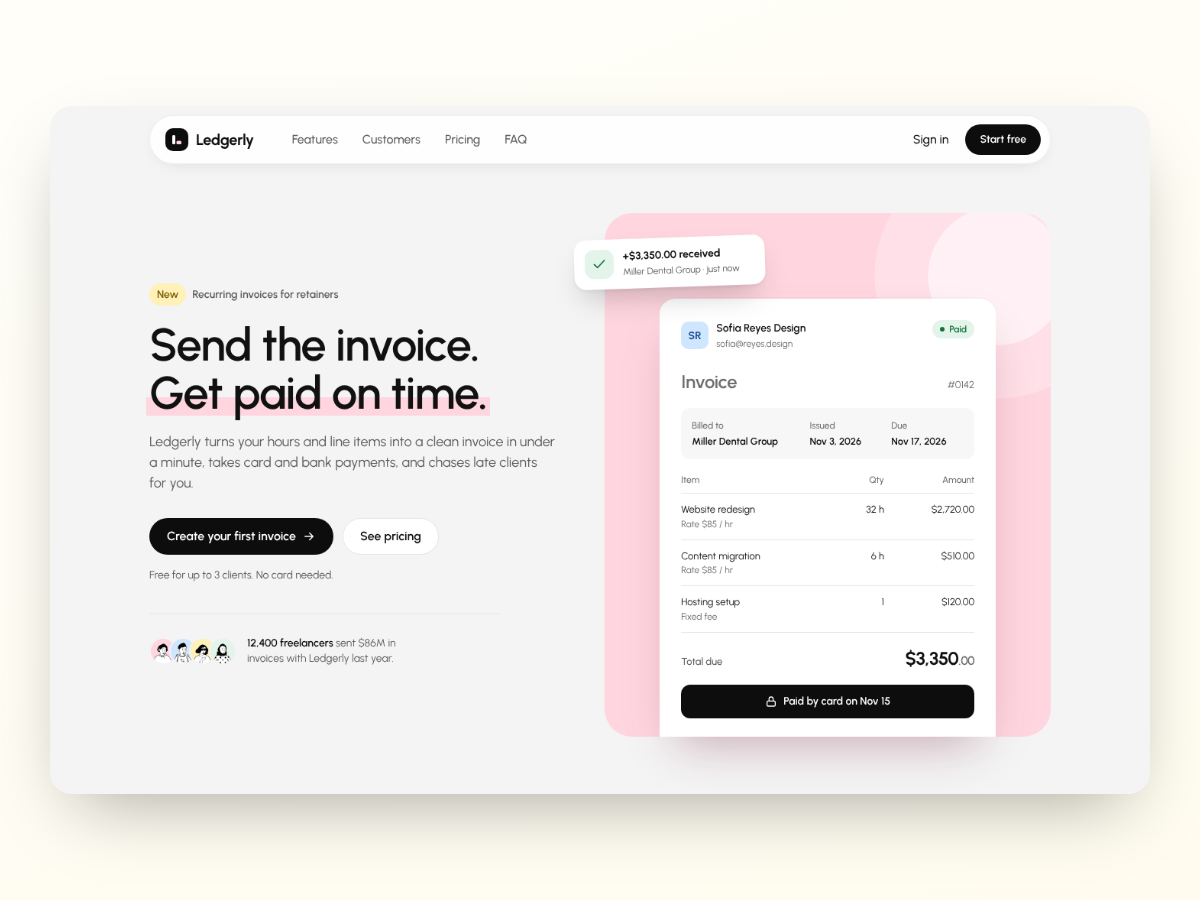 Ledgerly
Features
Customers
Pricing
FAQ
Sign in
Start free
New
Recurring invoices for retainers
Send the invoice.
Get paid on time.
Ledgerly turns your hours and line items into a clean invoice in under
a minute, takes card and bank payments, and chases late clients
for you.
Create your first invoice →
See pricing
Free for up to 3 clients. No card needed.
12,400 freelancers sent $86M in
invoices with Ledgerly last year.
+$3,350.00 received
Miller Dental Group · just now
SR
Sofia Reyes Design
sofia@reyes.design
Paid
Invoice
#0142
Billed to
Miller Dental Group
Issued
Nov 3, 2026
Due
Nov 17, 2026
Item Qty Amount
Website redesign 32 h $2,720.00
Rate $85 / hr
Content migration 6 h $510.00
Rate $85 / hr
Hosting setup 1 $120.00
Fixed fee
Total due $3,350.00
Paid by card on Nov 15